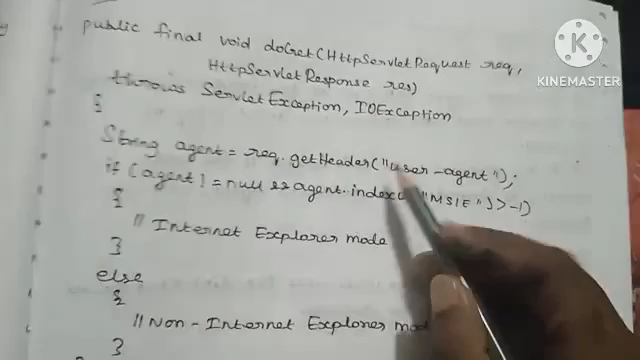 public final void doGet(HttpServletRequest req,
HttpServletResponse res)
throws ServletException, IOException
{
String agent = req.getHeader("user-agent");
if (agent != null && agent.index "MSIE") > -1)
{
// Internet Explorer mode
}
else
{
// Non-Internet Explorer mod
}
K
KINEMASTER